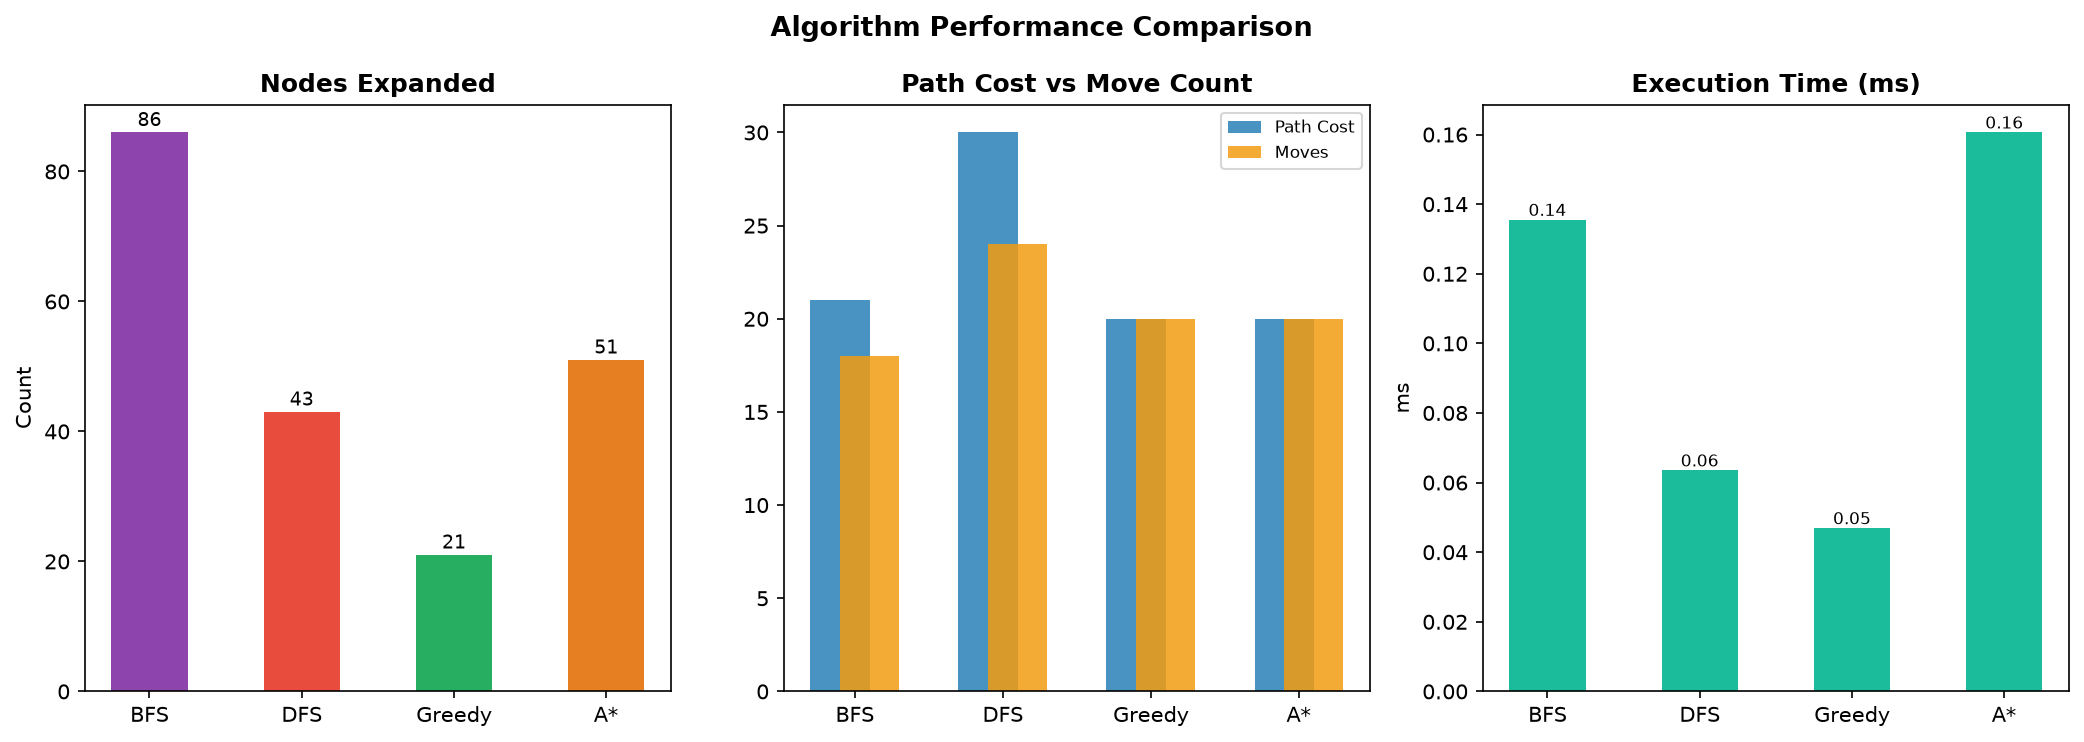 Algorithm Performance Comparison
Nodes Expanded
86
43
21
51
Count
80
60
40
20
0
BFS DFS Greedy A*
Path Cost vs Move Count
Path Cost
Moves
30
25
20
15
10
5
0
BFS DFS Greedy A*
Execution Time (ms)
0.14
0.06
0.05
0.16
ms
0.16
0.14
0.12
0.10
0.08
0.06
0.04
0.02
0.00
BFS DFS Greedy A*